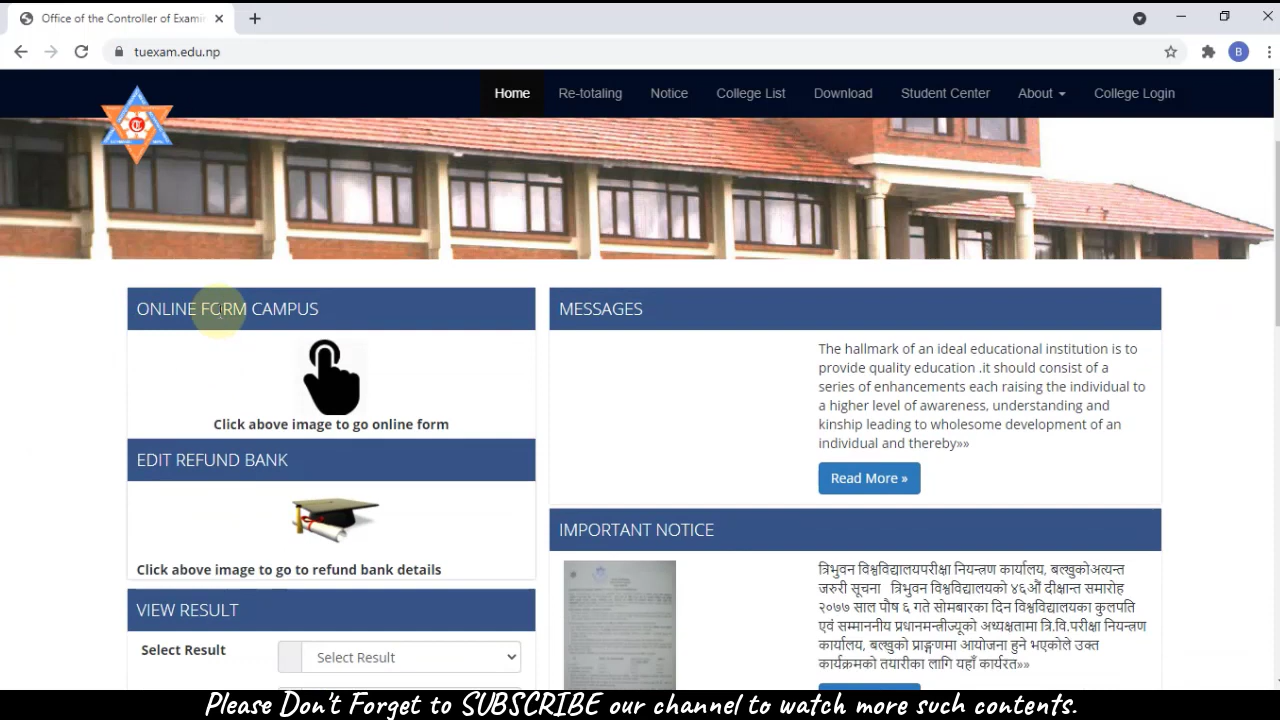 Office of the Controller of Examin
tuexam.edu.np
B
Home
Re-totaling
Notice
College List
Download
Student Center
About
College Login
ONLINE FORM CAMPUS
Click above image to go online form
EDIT REFUND BANK
Click above image to go to refund bank details
VIEW RESULT
Select Result
Select Result
MESSAGES
The hallmark of an ideal educational institution is to
provide quality education .it should consist of a
series of enhancements each raising the individual to
a higher level of awareness, understanding and
kinship leading to wholesome development of an
individual and thereby»»
Read More »
IMPORTANT NOTICE
त्रिभुवन विश्वविद्यालयपरीक्षा नियन्त्रण कार्यालय, बल्खुकोअत्यन्त
जरुरी सूचना त्रिभुवन विश्वविद्यालयको ४६औं दीक्षान्त समारोह
२०७७ साल पौष ६ गते सोमबारका दिन विश्वविद्यालयका कुलपति
एवं सम्माननीय प्रधानमन्त्रीज्यूको अध्यक्षतामा त्रि.वि.परीक्षा नियन्त्रण
कार्यालय, बल्खुको प्राङ्गणमा आयोजना हुने भएकोले उक्त
कार्यक्रमको तयारीका लागि यहाँ कार्यरत»»
Please Don't Forget to SUBSCRIBE our channel to watch more such contents.